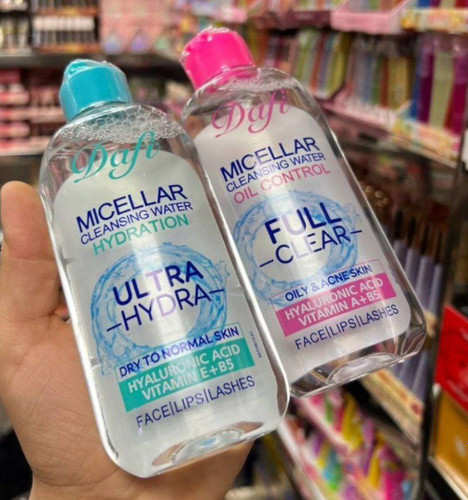 Dafi
MICELLAR
CLEANSING WATER
HYDRATION
ULTRA
–HYDRA–
DRY TO NORMAL SKIN
HYALURONIC ACID
VITAMIN E+B5
FACE|LIPS|LASHES
Dafi
MICELLAR
CLEANSING WATER
OIL CONTROL
FULL
–CLEAR–
OILY & ACNE SKIN
HYALURONIC ACID
VITAMIN A+B5
FACE|LIPS|LASHES